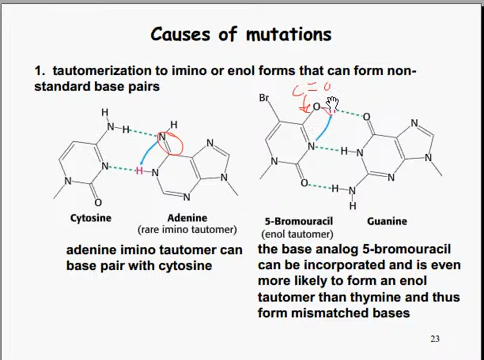 Causes of mutations
1. tautomerization to imino or enol forms that can form non-
standard base pairs
H
N
H
N
H
N
N
N
O
H
N
N
N
N
Cytosine
Adenine
(rare imino tautomer)
Br
C = O
O
H
N
N
O
O
H
N
N
N
N
H
N
H
5-Bromouracil
(enol tautomer)
Guanine
adenine imino tautomer can
base pair with cytosine
the base analog 5-bromouracil
can be incorporated and is even
more likely to form an enol
tautomer than thymine and thus
form mismatched bases
23